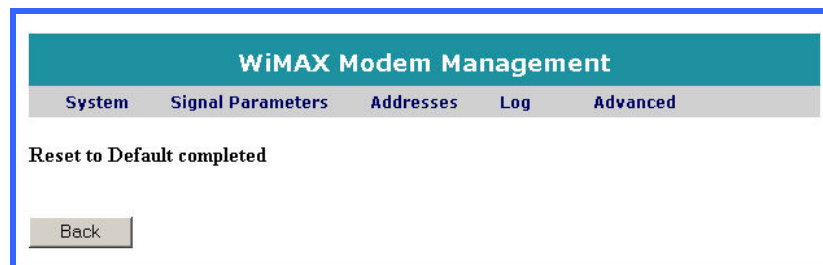 WiMAX Modem Management
System Signal Parameters Addresses Log Advanced
Reset to Default completed
Back